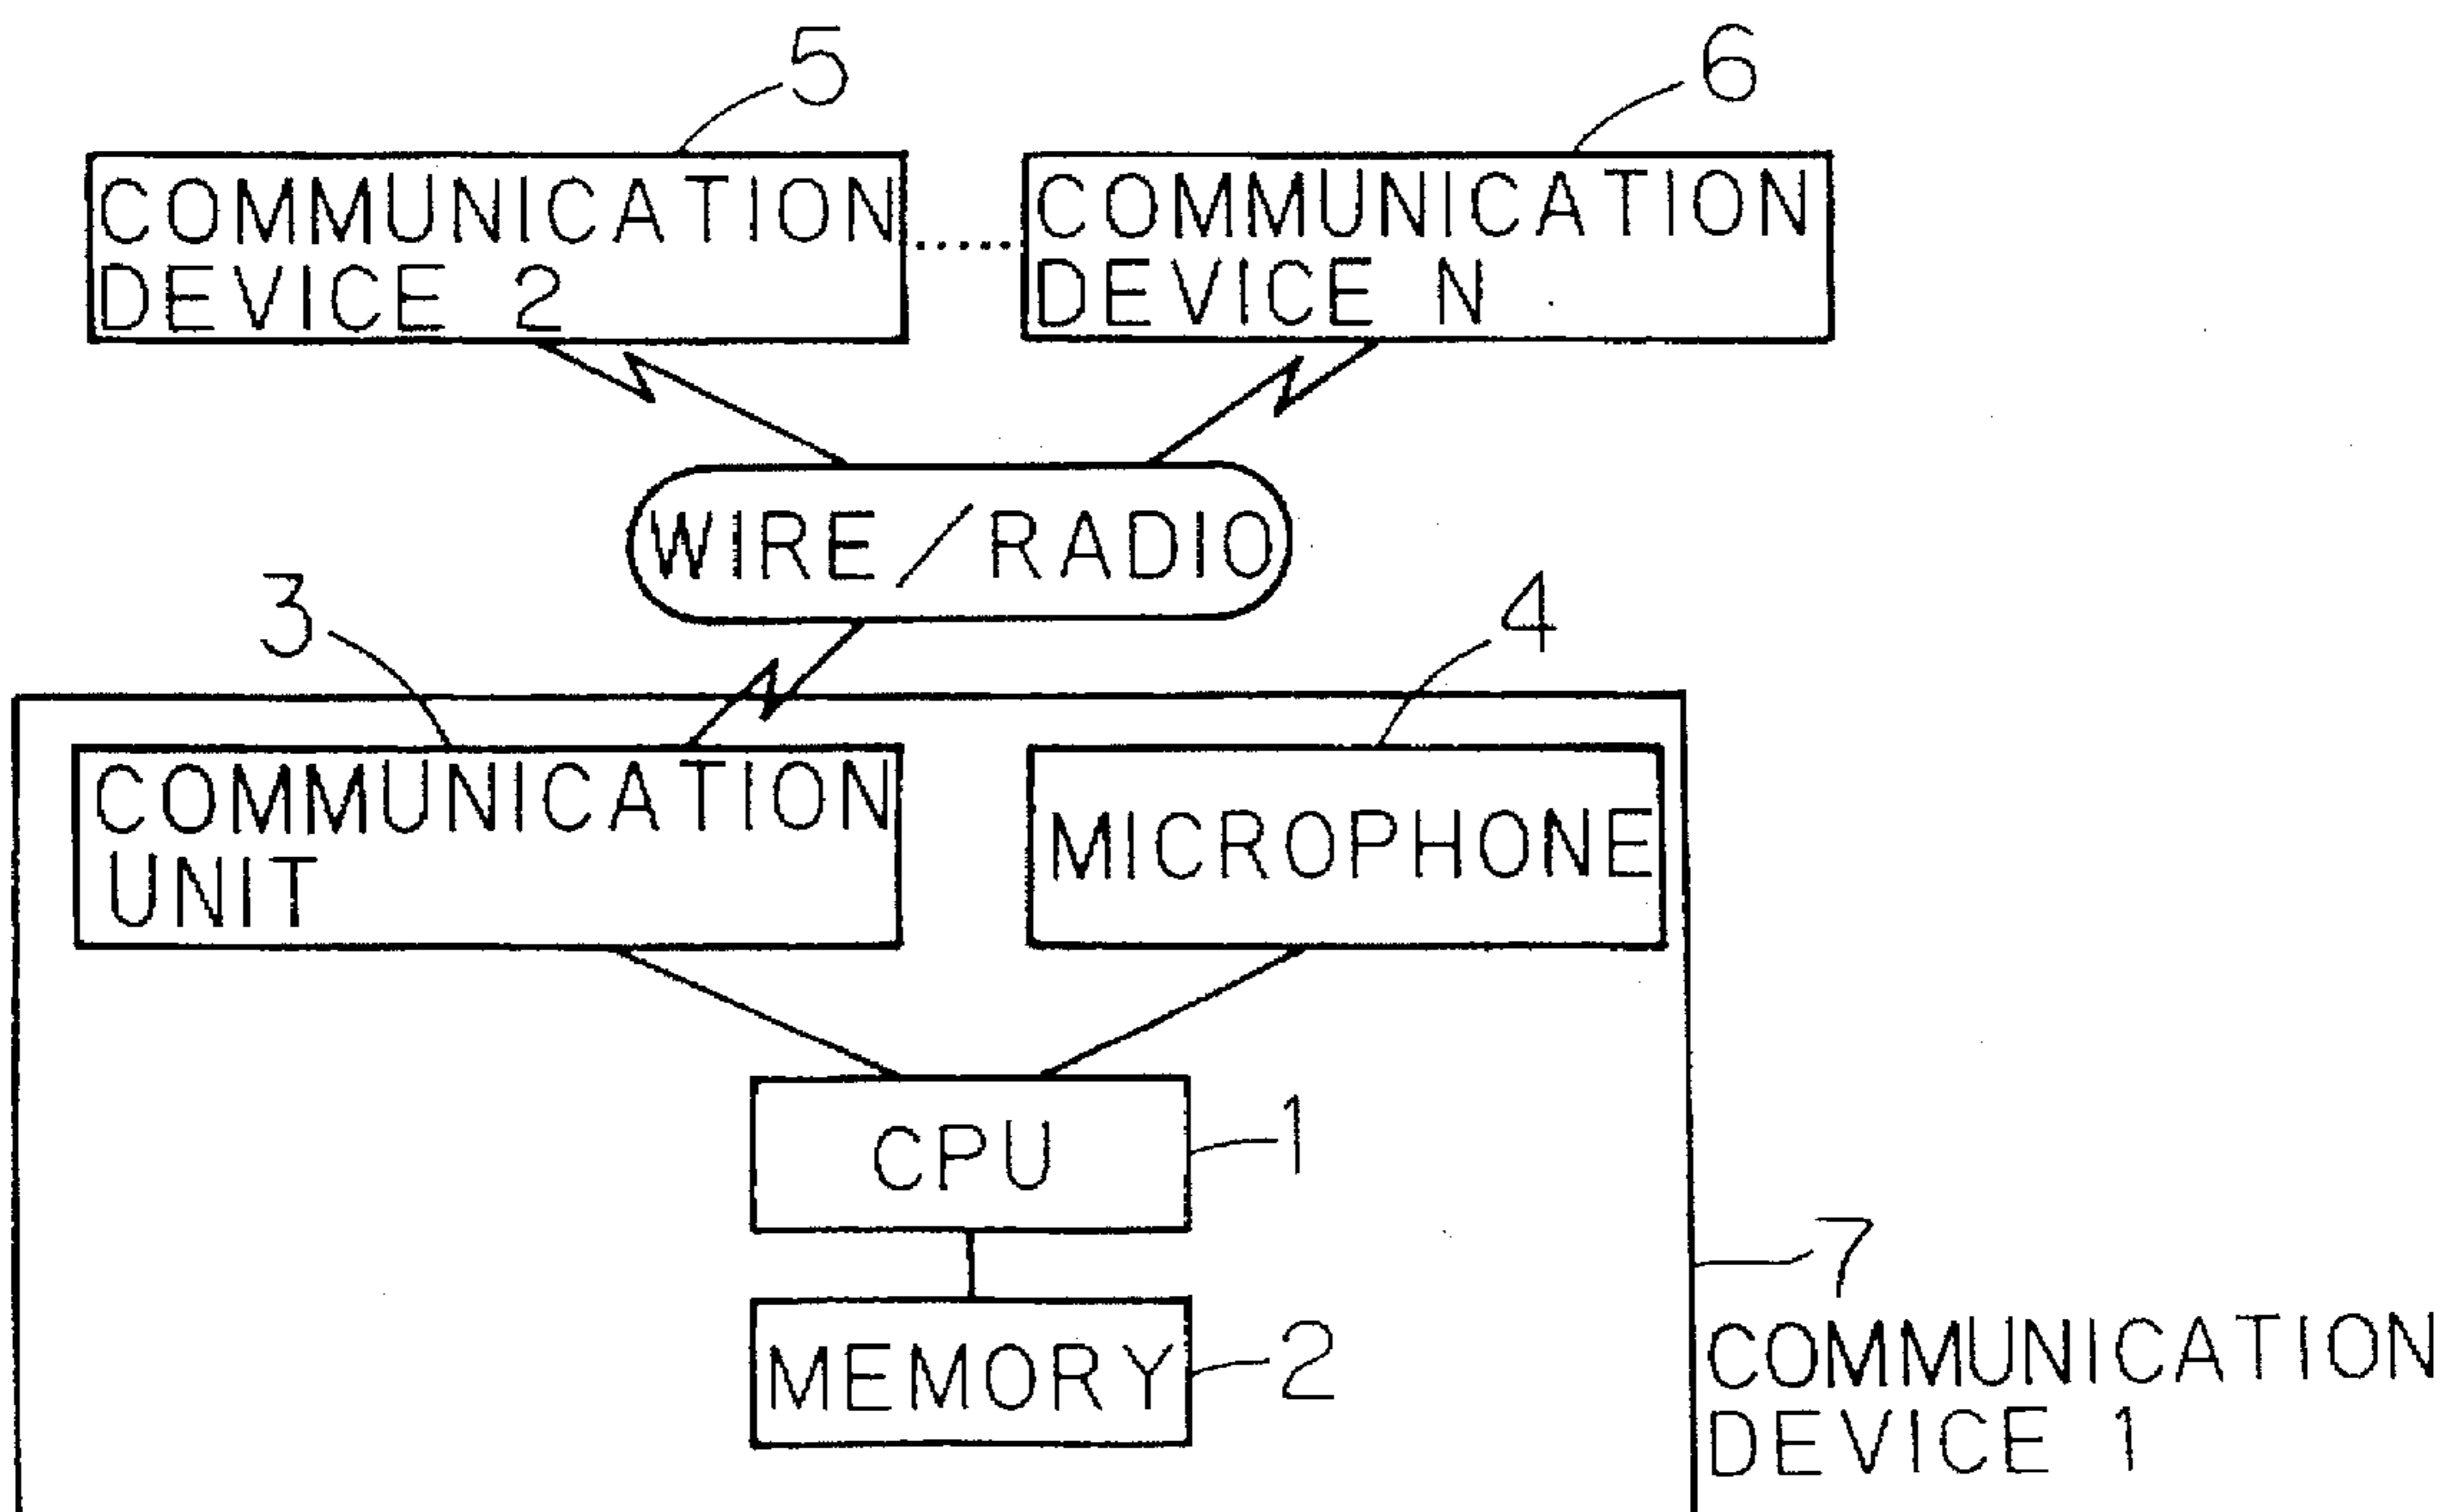 5
6
COMMUNICATION
DEVICE 2
COMMUNICATION
DEVICE N
WIRE/RADIO
3
4
COMMUNICATION
UNIT
MICROPHONE
CPU
1
7
MEMORY
2
COMMUNICATION
DEVICE 1